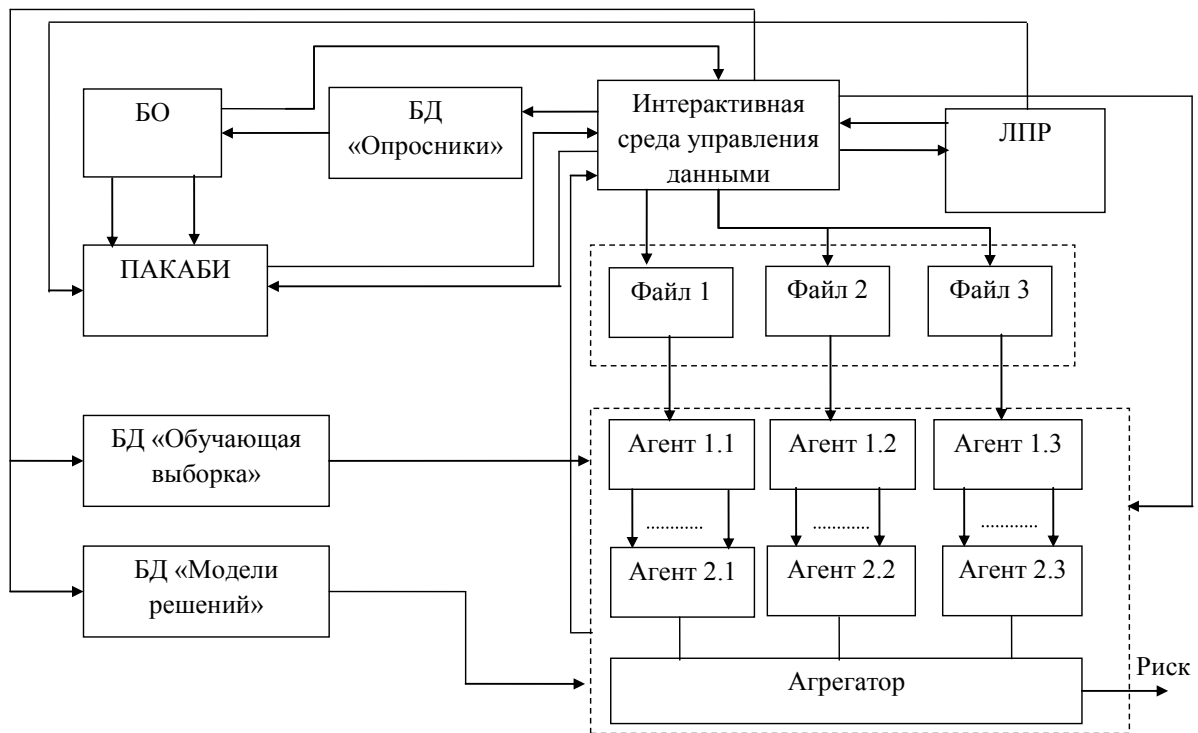 БО
БД
«Опросники»
Интерактивная
среда управления
данными
ЛПР
ПАКАБИ
Файл 1
Файл 2
Файл 3
БД «Обучающая
выборка»
Агент 1.1
Агент 1.2
Агент 1.3
............
............
............
БД «Модели
решений»
Агент 2.1
Агент 2.2
Агент 2.3
Агрегатор
Риск